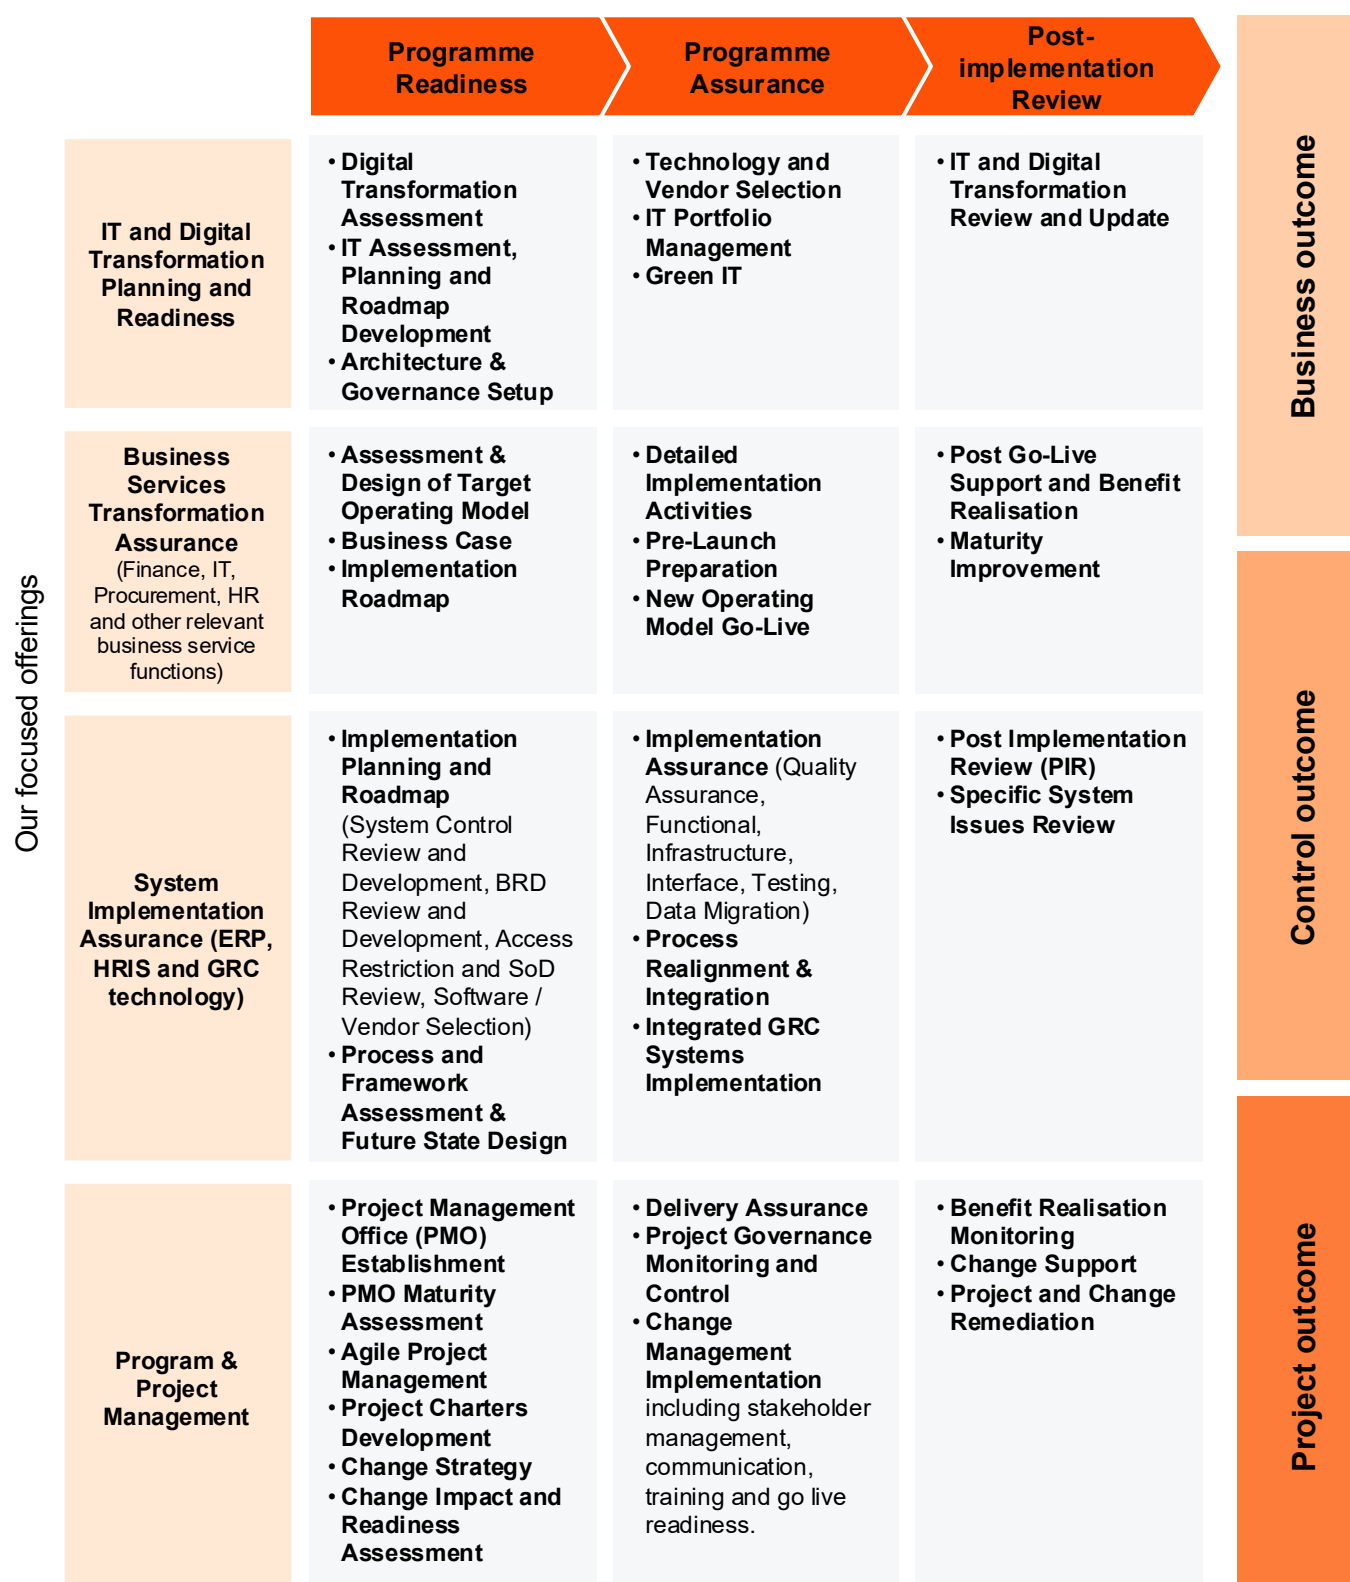 Programme
Readiness
Programme
Assurance
Post-
implementation
Review
Our focused offerings
IT and Digital
Transformation
Planning and
Readiness
• Digital
Transformation
Assessment
• IT Assessment,
Planning and
Roadmap
Development
• Architecture &
Governance Setup
• Technology and
Vendor Selection
• IT Portfolio
Management
• Green IT
• IT and Digital
Transformation
Review and Update
Business
Services
Transformation
Assurance
(Finance, IT,
Procurement, HR
and other relevant
business service
functions)
• Assessment &
Design of Target
Operating Model
• Business Case
• Implementation
Roadmap
• Detailed
Implementation
Activities
• Pre-Launch
Preparation
• New Operating
Model Go-Live
• Post Go-Live
Support and Benefit
Realisation
• Maturity
Improvement
System
Implementation
Assurance (ERP,
HRIS and GRC
technology)
• Implementation
Planning and
Roadmap
(System Control
Review and
Development, BRD
Review and
Development, Access
Restriction and SoD
Review, Software /
Vendor Selection)
• Process and
Framework
Assessment &
Future State Design
• Implementation
Assurance (Quality
Assurance,
Functional,
Infrastructure,
Interface, Testing,
Data Migration)
• Process
Realignment &
Integration
• Integrated GRC
Systems
Implementation
• Post Implementation
Review (PIR)
• Specific System
Issues Review
Program &
Project
Management
• Project Management
Office (PMO)
Establishment
• PMO Maturity
Assessment
• Agile Project
Management
• Project Charters
Development
• Change Strategy
• Change Impact and
Readiness
Assessment
• Delivery Assurance
• Project Governance
Monitoring and
Control
• Change
Management
Implementation
including stakeholder
management,
communication,
training and go live
readiness.
• Benefit Realisation
Monitoring
• Change Support
• Project and Change
Remediation
Business outcome
Control outcome
Project outcome